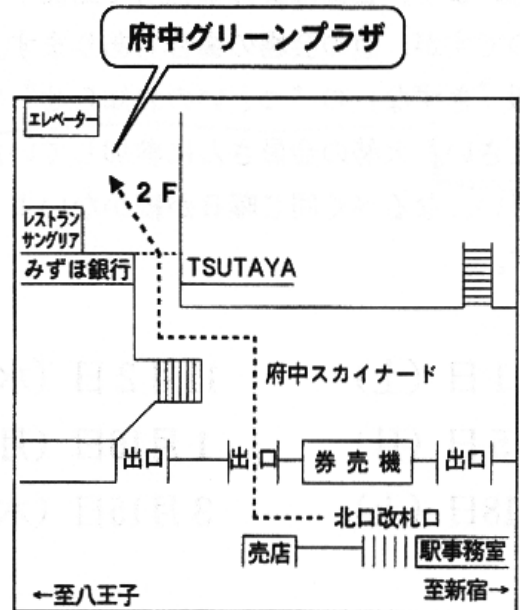 府中グリーンプラザ
エレベーター
2F
レストラン
サングリア
みずほ銀行
TSUTAYA
府中スカイナード
出口
出口
券売機
出口
北口改札口
売店
駅事務室
←至八王子
至新宿→